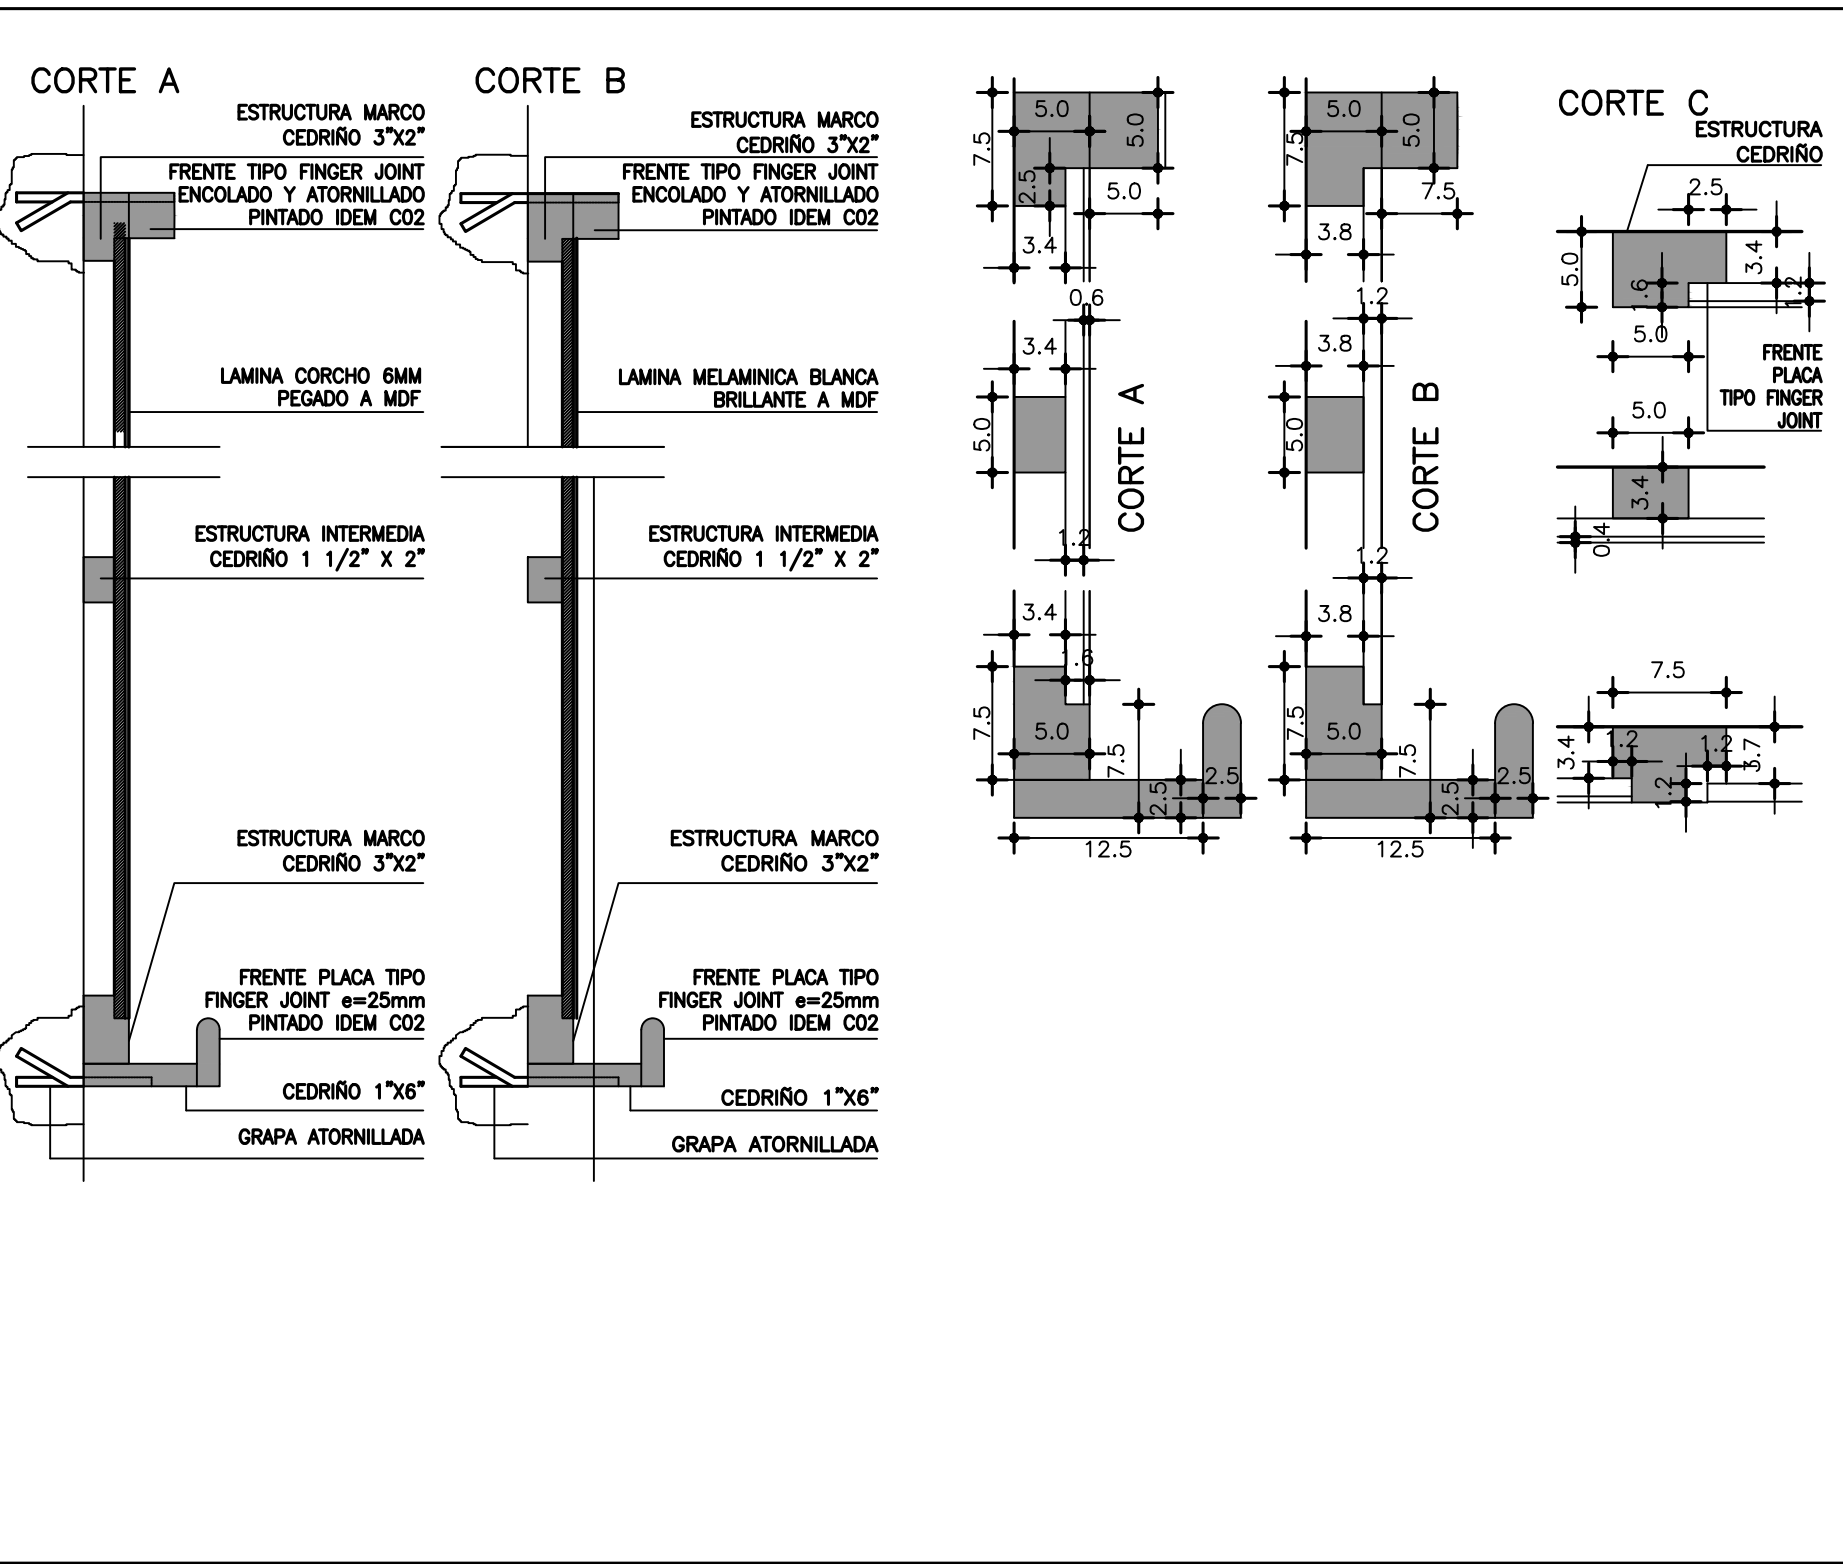 CORTE A
ESTRUCTURA MARCO
CEDRIÑO 3"X2"
FRENTE TIPO FINGER JOINT
ENCOLADO Y ATORNILLADO
PINTADO IDEM C02
LAMINA CORCHO 6MM
PEGADO A MDF
ESTRUCTURA INTERMEDIA
CEDRIÑO 1 1/2" X 2"
ESTRUCTURA MARCO
CEDRIÑO 3"X2"
FRENTE PLACA TIPO
FINGER JOINT e=25mm
PINTADO IDEM C02
CEDRIÑO 1"X6"
GRAPA ATORNILLADA
CORTE B
ESTRUCTURA MARCO
CEDRIÑO 3"X2"
FRENTE TIPO FINGER JOINT
ENCOLADO Y ATORNILLADO
PINTADO IDEM C02
LAMINA MELAMINICA BLANCA
BRILLANTE A MDF
ESTRUCTURA INTERMEDIA
CEDRIÑO 1 1/2" X 2"
ESTRUCTURA MARCO
CEDRIÑO 3"X2"
FRENTE PLACA TIPO
FINGER JOINT e=25mm
PINTADO IDEM C02
CEDRIÑO 1"X6"
GRAPA ATORNILLADA
5.0
7.5
5.0
2.5
5.0
3.4
0.6
3.4
5.0
CORTE A
1.2
3.4
1.6
7.5
5.0
7.5
2.5
2.5
12.5
5.0
7.5
5.0
7.5
3.8
1.2
3.8
5.0
CORTE B
1.2
3.8
7.5
5.0
7.5
2.5
2.5
12.5
CORTE C
ESTRUCTURA
CEDRIÑO
2.5
5.0
3.4
1.6
1.2
5.0
FRENTE
PLACA
TIPO FINGER
JOINT
5.0
3.4
0.4
7.5
3.4
1.2
1.2
3.7
1.2